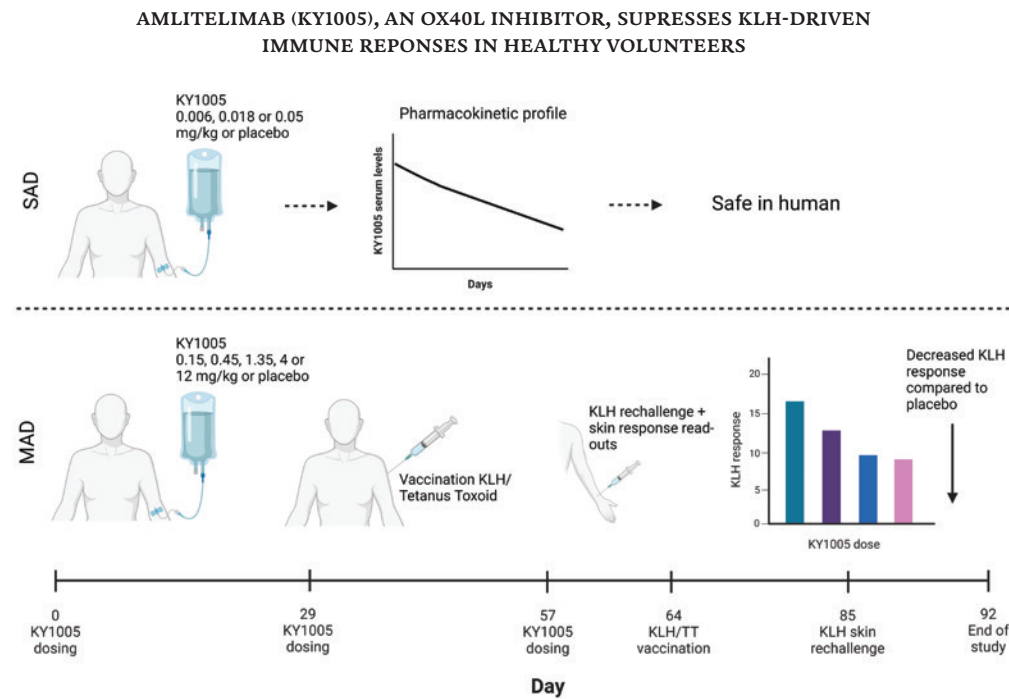 AMLITELIMAB (KY1005), AN OX40L INHIBITOR, SUPRESSES KLH-DRIVEN
IMMUNE REPONSES IN HEALTHY VOLUNTEERS
SAD
KY1005
0.006, 0.018 or 0.05
mg/kg or placebo
Pharmacokinetic profile
KY1005 serum levels
Days
Safe in human
MAD
KY1005
0.15, 0.45, 1.35, 4 or
12 mg/kg or placebo
Vaccination KLH/
Tetanus Toxoid
KLH rechallenge +
skin response read-
outs
KLH response
20
15
10
5
0
KY1005 dose
Decreased KLH
response
compared to
placebo
0
KY1005
dosing
29
KY1005
dosing
57
KY1005
dosing
64
KLH/TT
vaccination
85
KLH skin
rechallenge
92
End of
study
Day